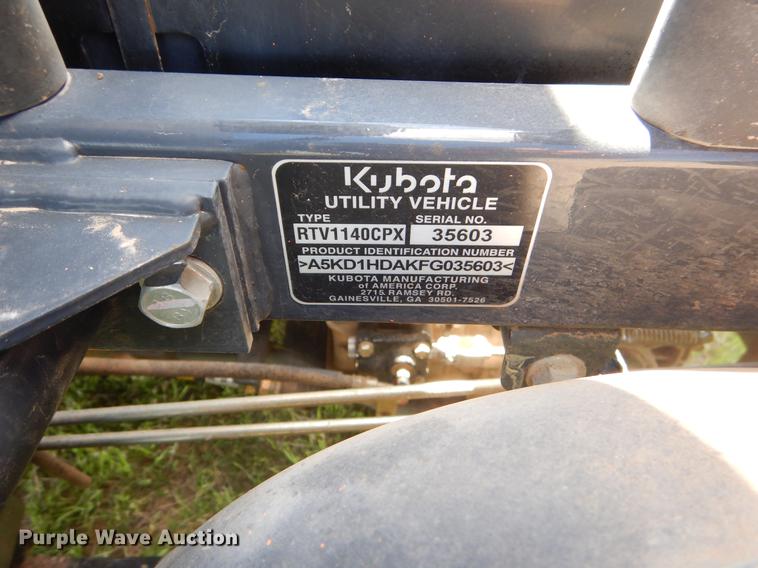 Kubota
UTILITY VEHICLE
TYPE SERIAL NO.
RTV1140CPX 35603
PRODUCT IDENTIFICATION NUMBER
>A5KD1HDAKFG035603<
KUBOTA MANUFACTURING
of AMERICA CORP.
2715 RAMSEY RD.
GAINESVILLE, GA 30501-7526
Purple Wave Auction